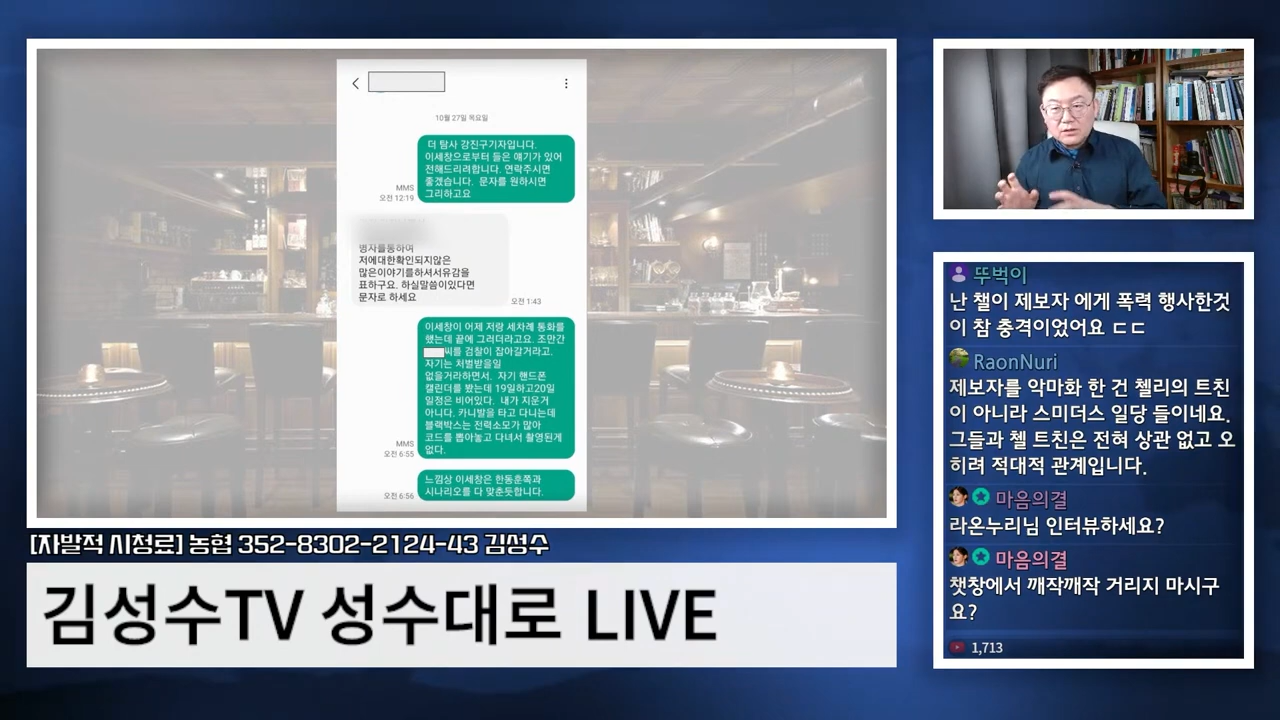 10월 27일 목요일
더 탐사 강진구기자입니다.
이세창으로부터 들은 얘기가 있어
전해드리려합니다. 연락주시면
좋겠습니다. 문자를 원하시면
그리하고요
MMS
오전 12:19
저에대한확인되지않은
많은이야기를하셔서유감을
표하구요. 하실말씀이있다면
문자로 하세요
오전 1:43
이세창이 어제 저랑 세차례 통화를
했는데 끝에 그러더라고요. 조만간
씨를 검찰이 잡아갈거라고.
자기는 처벌받을일
없을거라하면서. 자기 핸드폰
캘린더를 봤는데 19일하고20일
일정은 비어있다. 내가 지운거
아니다. 카니발을 타고 다니는데
블랙박스는 전력소모가 많아
코드를 뽑아놓고 다녀서 촬영된게
없다.
MMS
오전 6:55
느낌상 이세창은 한동훈쪽과
시나리오를 다 맞춘듯합니다.
오전 6:56
[자발적 시청료] 농협 352-8302-2124-43 김성수
김성수TV 성수대로 LIVE
뚜벅이
난 챌이 제보자 에게 폭력 행사한것
이 참 충격이었어요 ㄷㄷ
RaonNuri
제보자를 악마화 한 건 첼리의 트친
이 아니라 스미더스 일당 들이네요.
그들과 첼 트친은 전혀 상관 없고 오
히려 적대적 관계입니다.
마음의결
라온누리님 인터뷰하세요?
마음의결
챗창에서 깨작깨작 거리지 마시구
요?
1,713